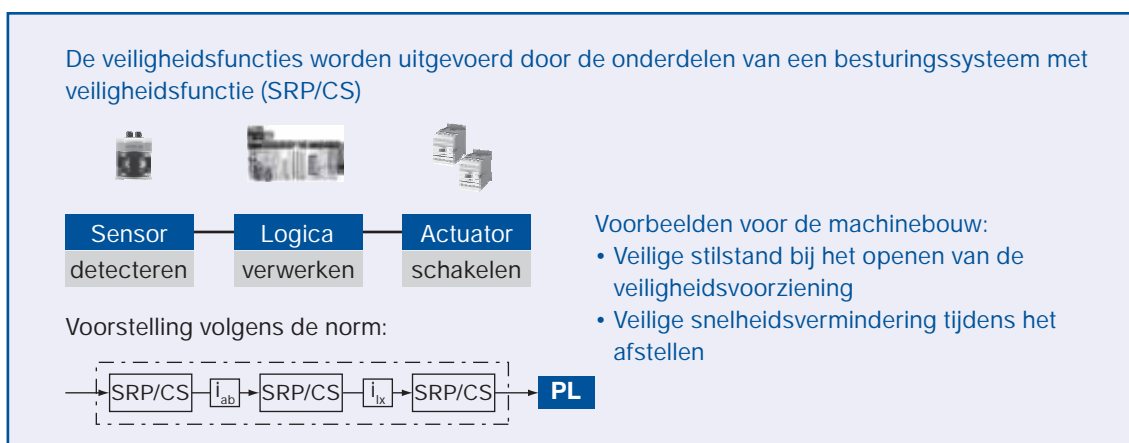 De veiligheidsfuncties worden uitgevoerd door de onderdelen van een besturingssysteem met
veiligheidsfunctie (SRP/CS)
Sensor Logica Actuator
detecteren verwerken schakelen
Voorstelling volgens de norm:
SRP/CS i_ab SRP/CS i_lx SRP/CS PL
Voorbeelden voor de machinebouw:
• Veilige stilstand bij het openen van de
veiligheidsvoorziening
• Veilige snelheidsvermindering tijdens het
afstellen